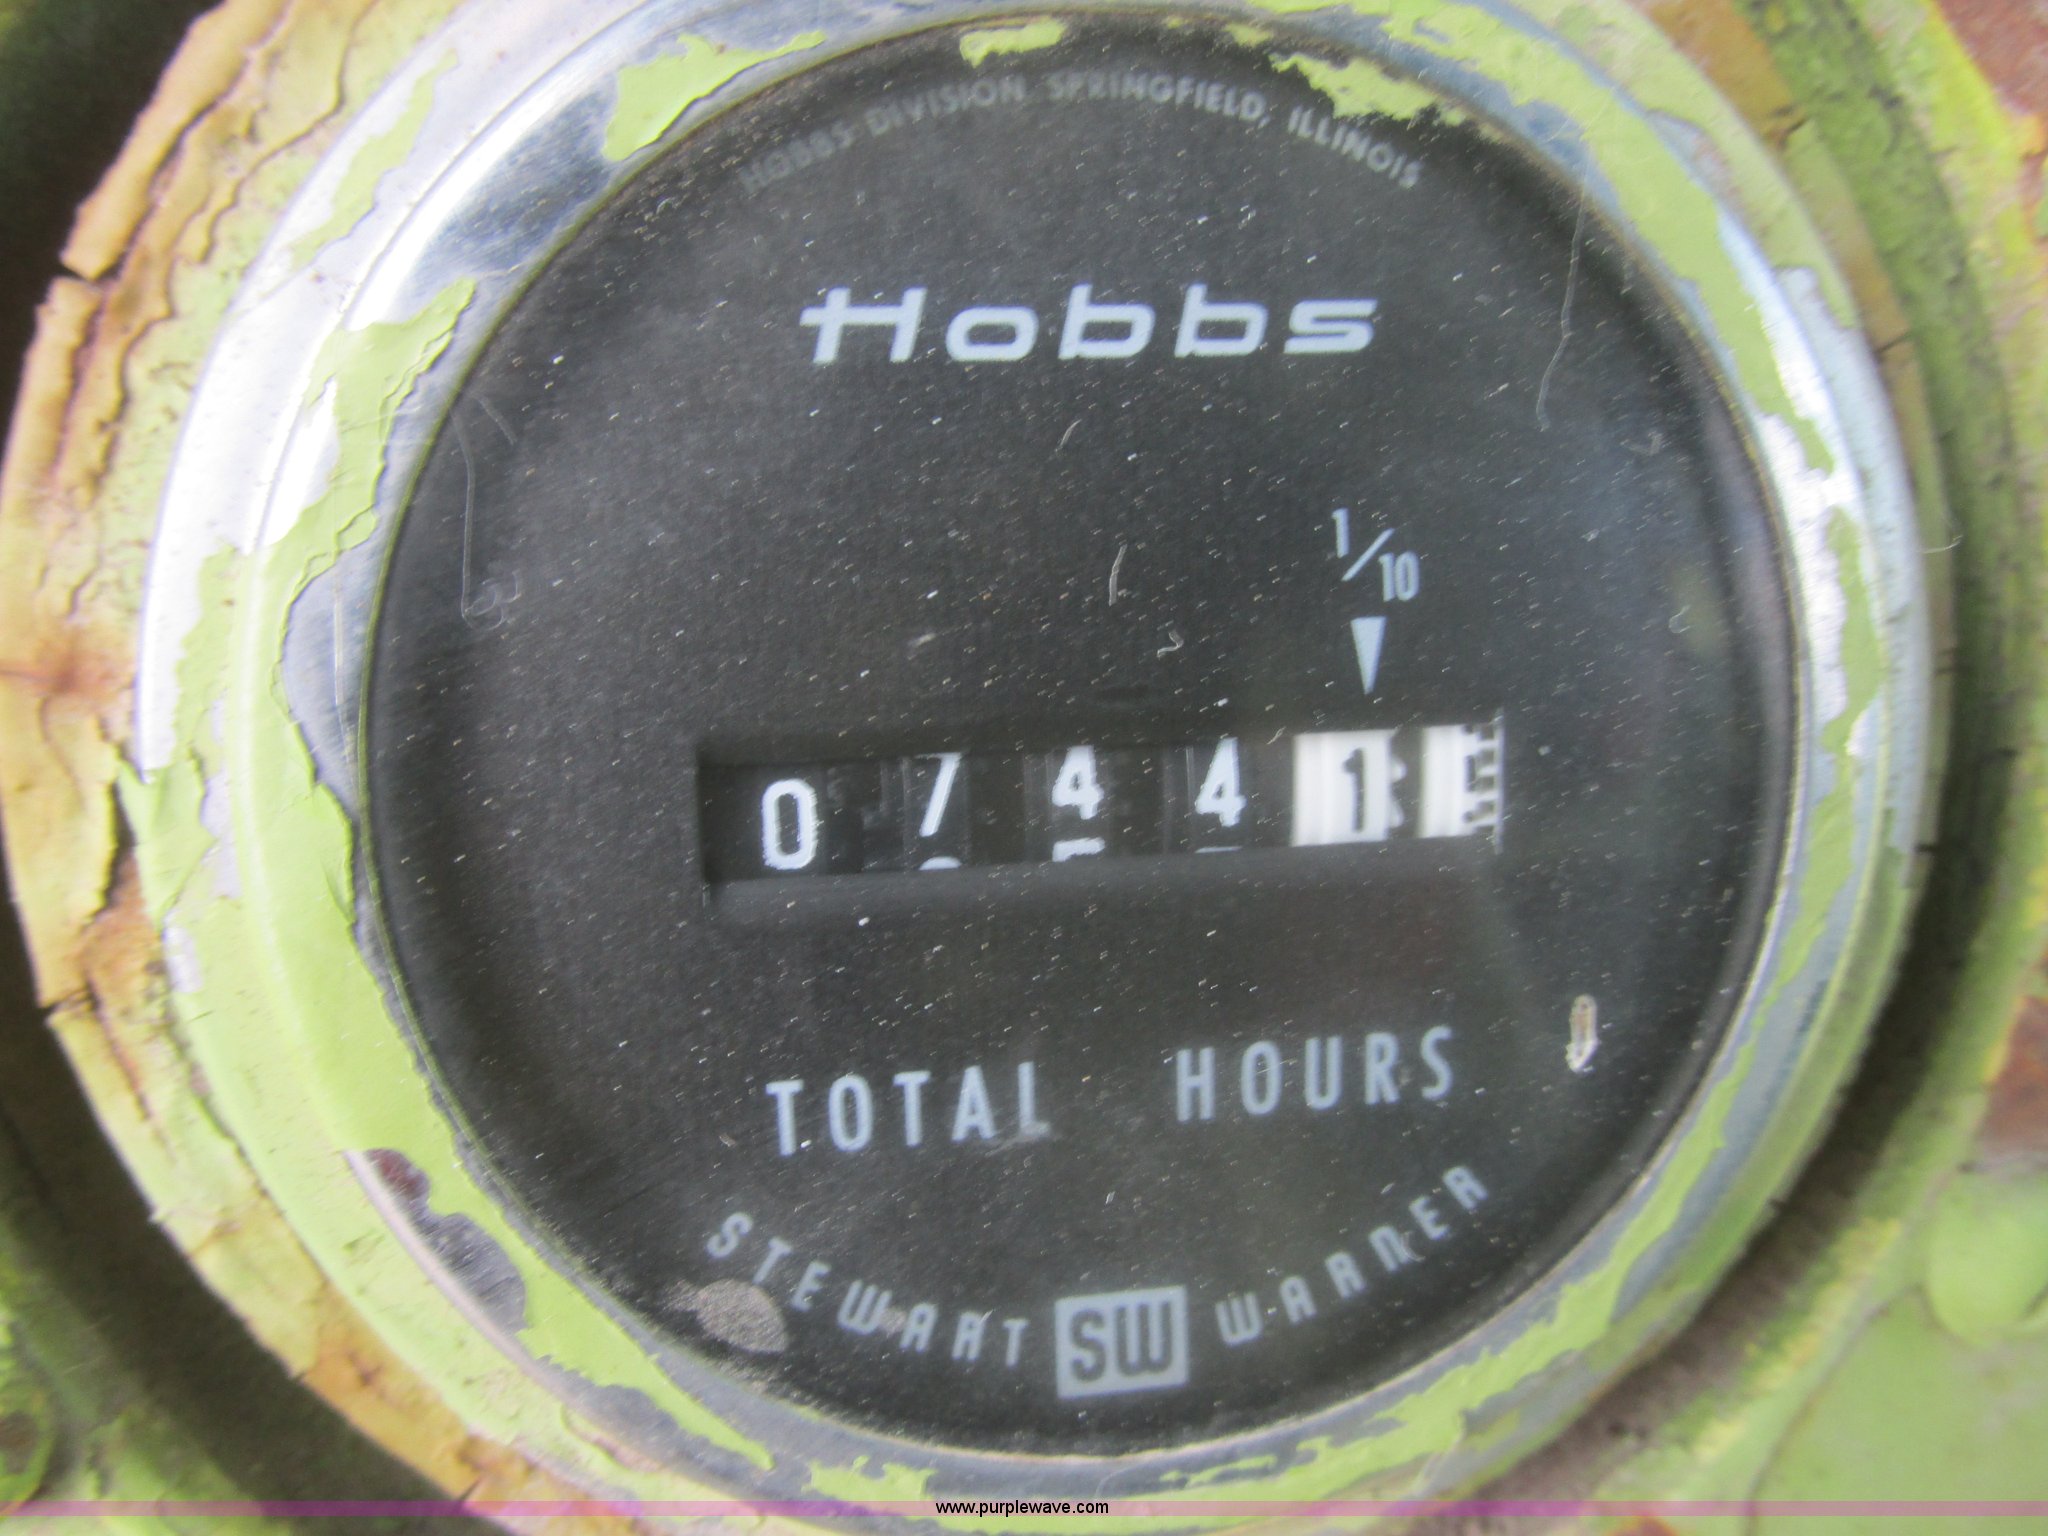 HOBBS DIVISION SPRINGFIELD, ILLINOIS
Hobbs
1/10
0 7 4 4 1
TOTAL HOURS
STEWART SW WARNER
www.purplewave.com